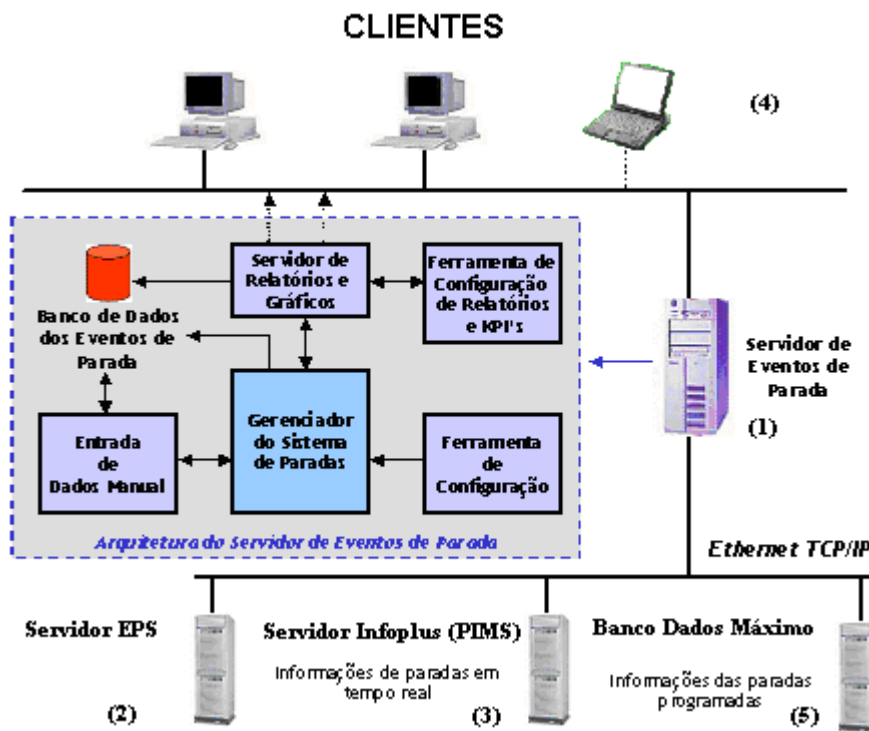 CLIENTES
(4)
Servidor de
Relatórios e
Gráficos
Ferramenta de
Configuração
de Relatórios
e KPI's
Banco de Dados
dos Eventos de
Parada
Servidor de
Eventos de
Parada
(1)
Gerenciador
do Sistema
de Paradas
Entrada
de
Dados Manual
Ferramenta
de
Configuração
Arquitetura do Servidor de Eventos de Parada
Ethernet TCP/IP
Servidor EPS
(2)
Servidor Infoplus (PIMS)
Informações de paradas em
tempo real
(3)
Banco Dados Máximo
Informações das paradas
programadas
(5)